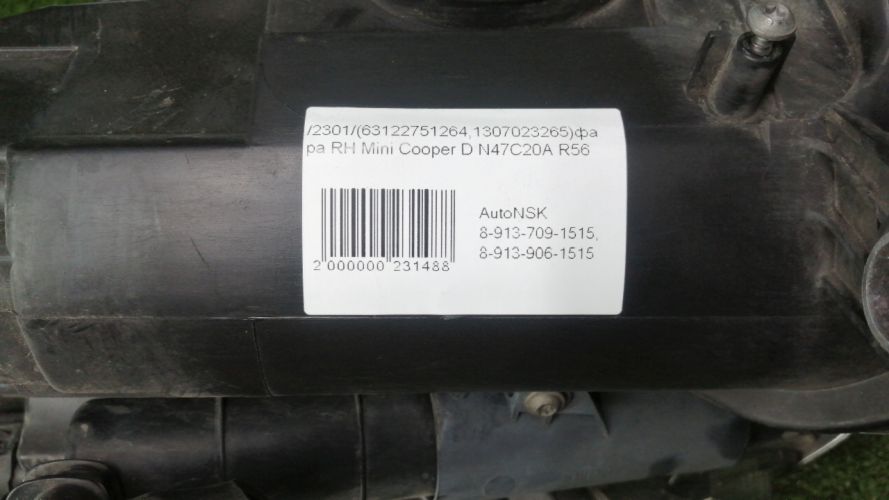 /2301/(63122751264,1307023265)фа
ра RH Mini Cooper D N47C20A R56
AutoNSK
8-913-709-1515,
8-913-906-1515
2 000000 231488